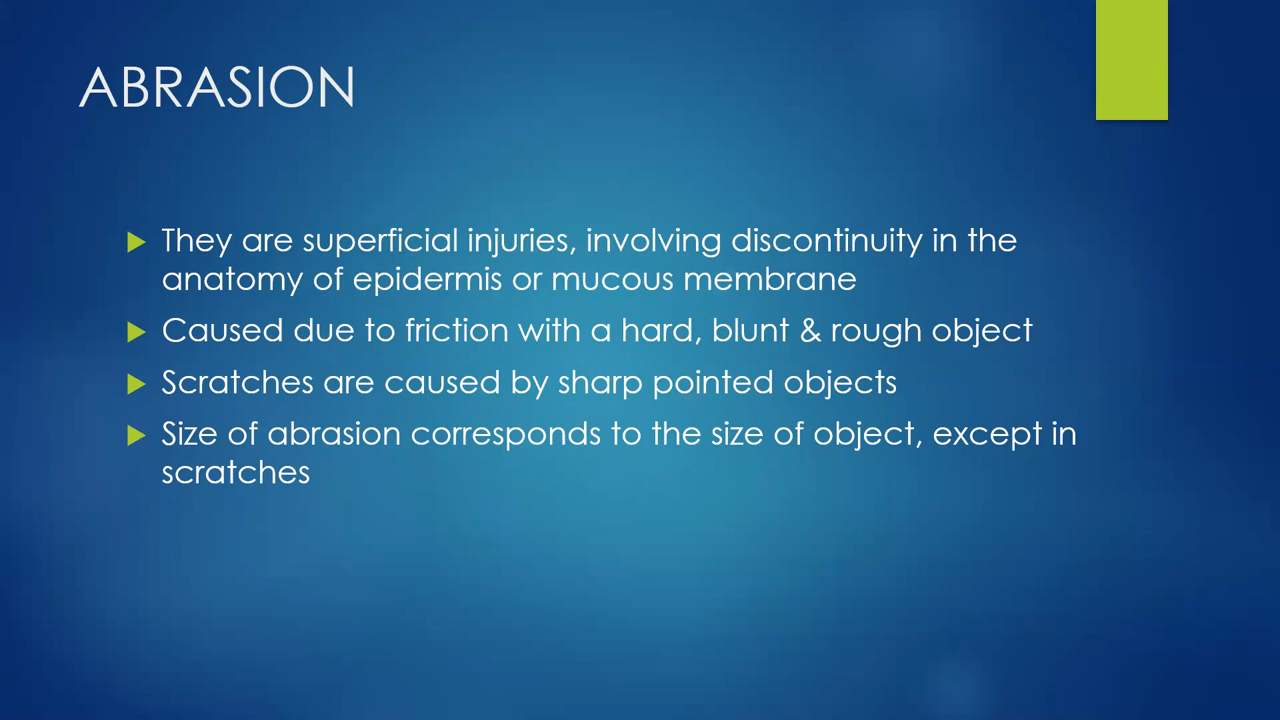 ABRASION
They are superficial injuries, involving discontinuity in the
anatomy of epidermis or mucous membrane
Caused due to friction with a hard, blunt & rough object
Scratches are caused by sharp pointed objects
Size of abrasion corresponds to the size of object, except in
scratches